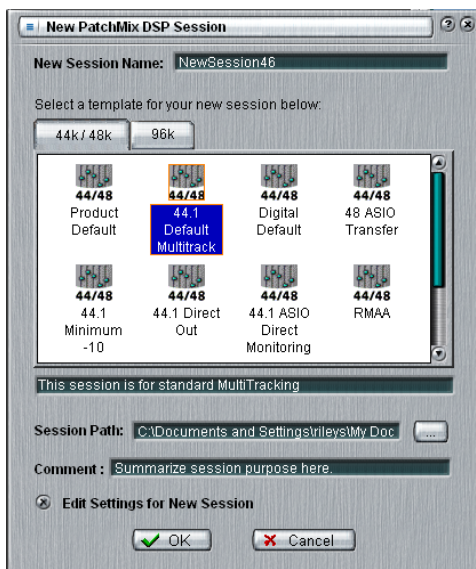 New PatchMix DSP Session
New Session Name: NewSession46
Select a template for your new session below:
44k/48k 96k
44/48 44/48 44/48 44/48
Product Default 44.1 Default Multitrack Digital Default 48 ASIO Transfer
44/48 44/48 44/48 44/48
44.1 Minimum -10 44.1 Direct Out 44.1 ASIO Direct Monitoring RMAA
This session is for standard MultiTracking
Session Path: C:\Documents and Settings\rileys\My Doc ...
Comment : Summarize session purpose here.
Edit Settings for New Session
OK Cancel